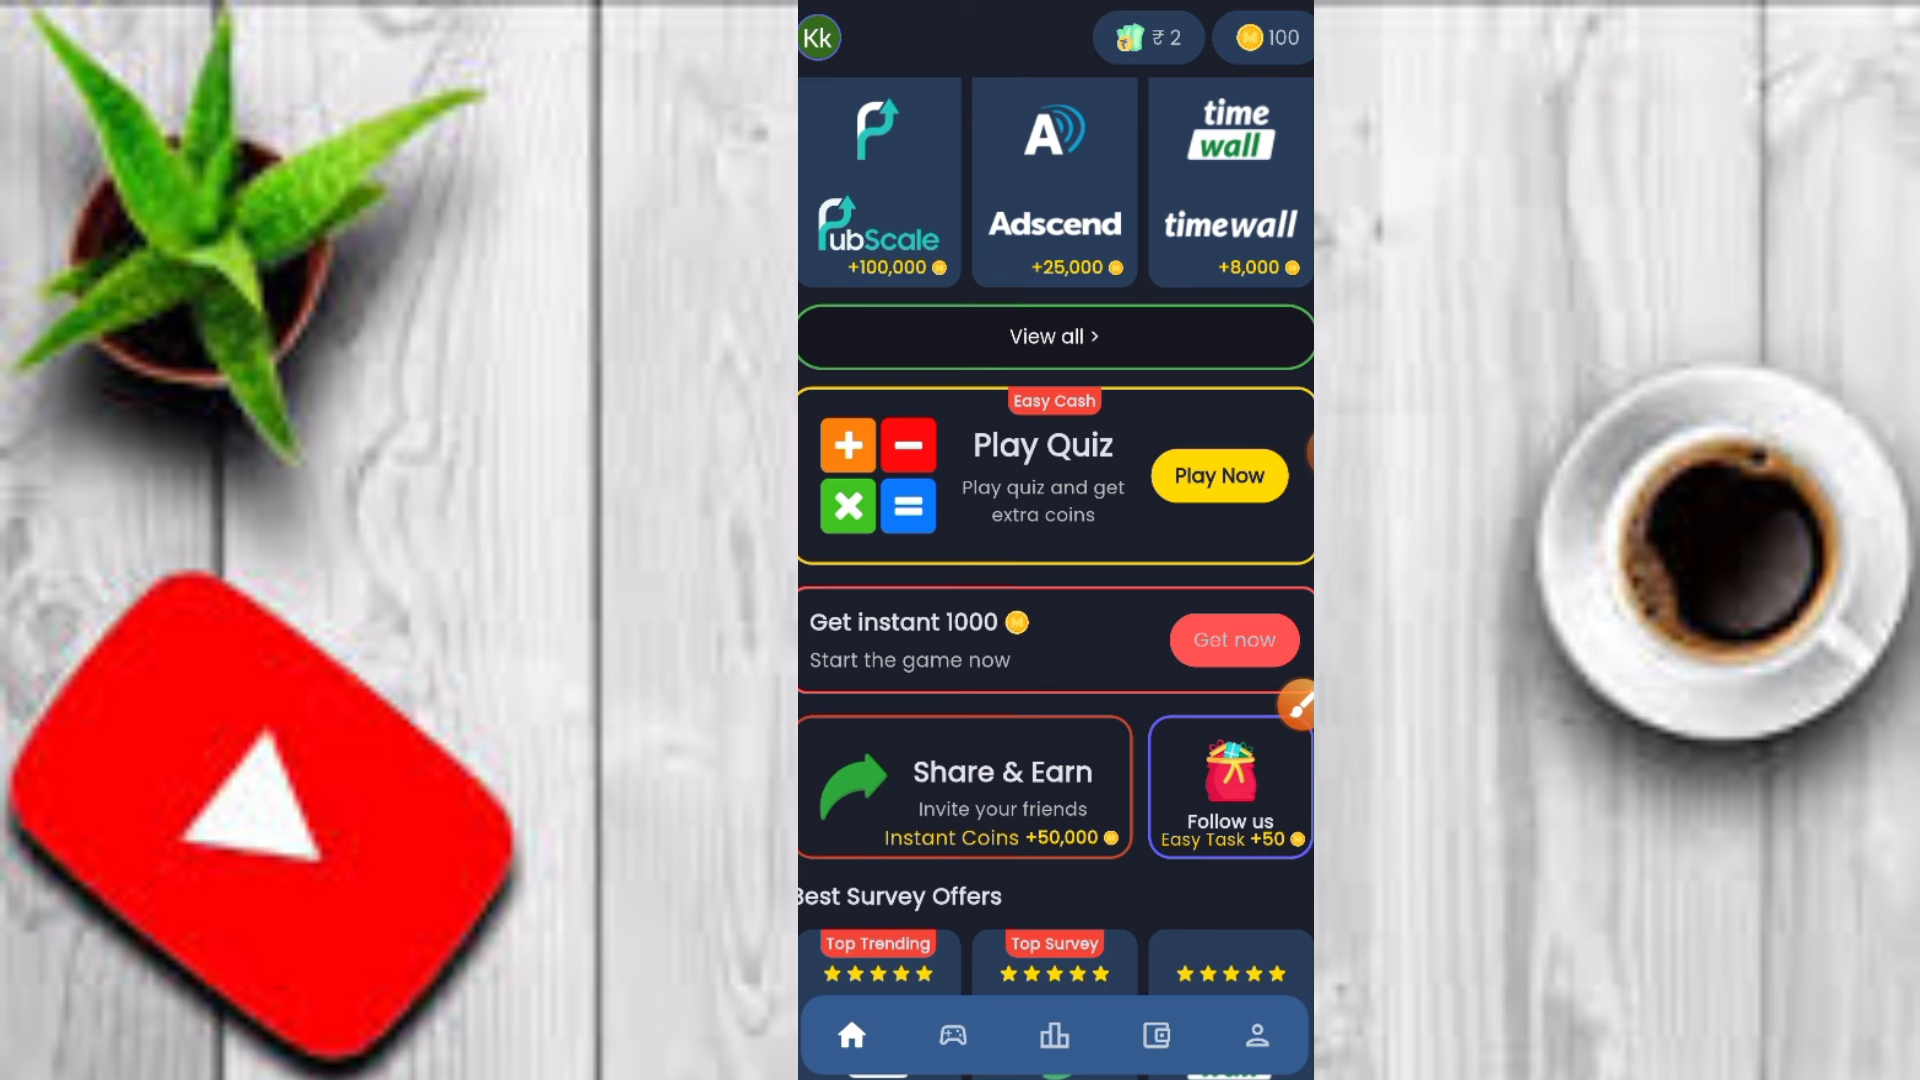 Kk
₹ 2
100
time
wall
PubScale
Adscend
timewall
+100,000
+25,000
+8,000
View all >
Easy Cash
Play Quiz
Play quiz and get
extra coins
Play Now
Get instant 1000
Start the game now
Get now
Share & Earn
Invite your friends
Instant Coins +50,000
Follow us
Easy Task +50
Best Survey Offers
Top Trending
Top Survey